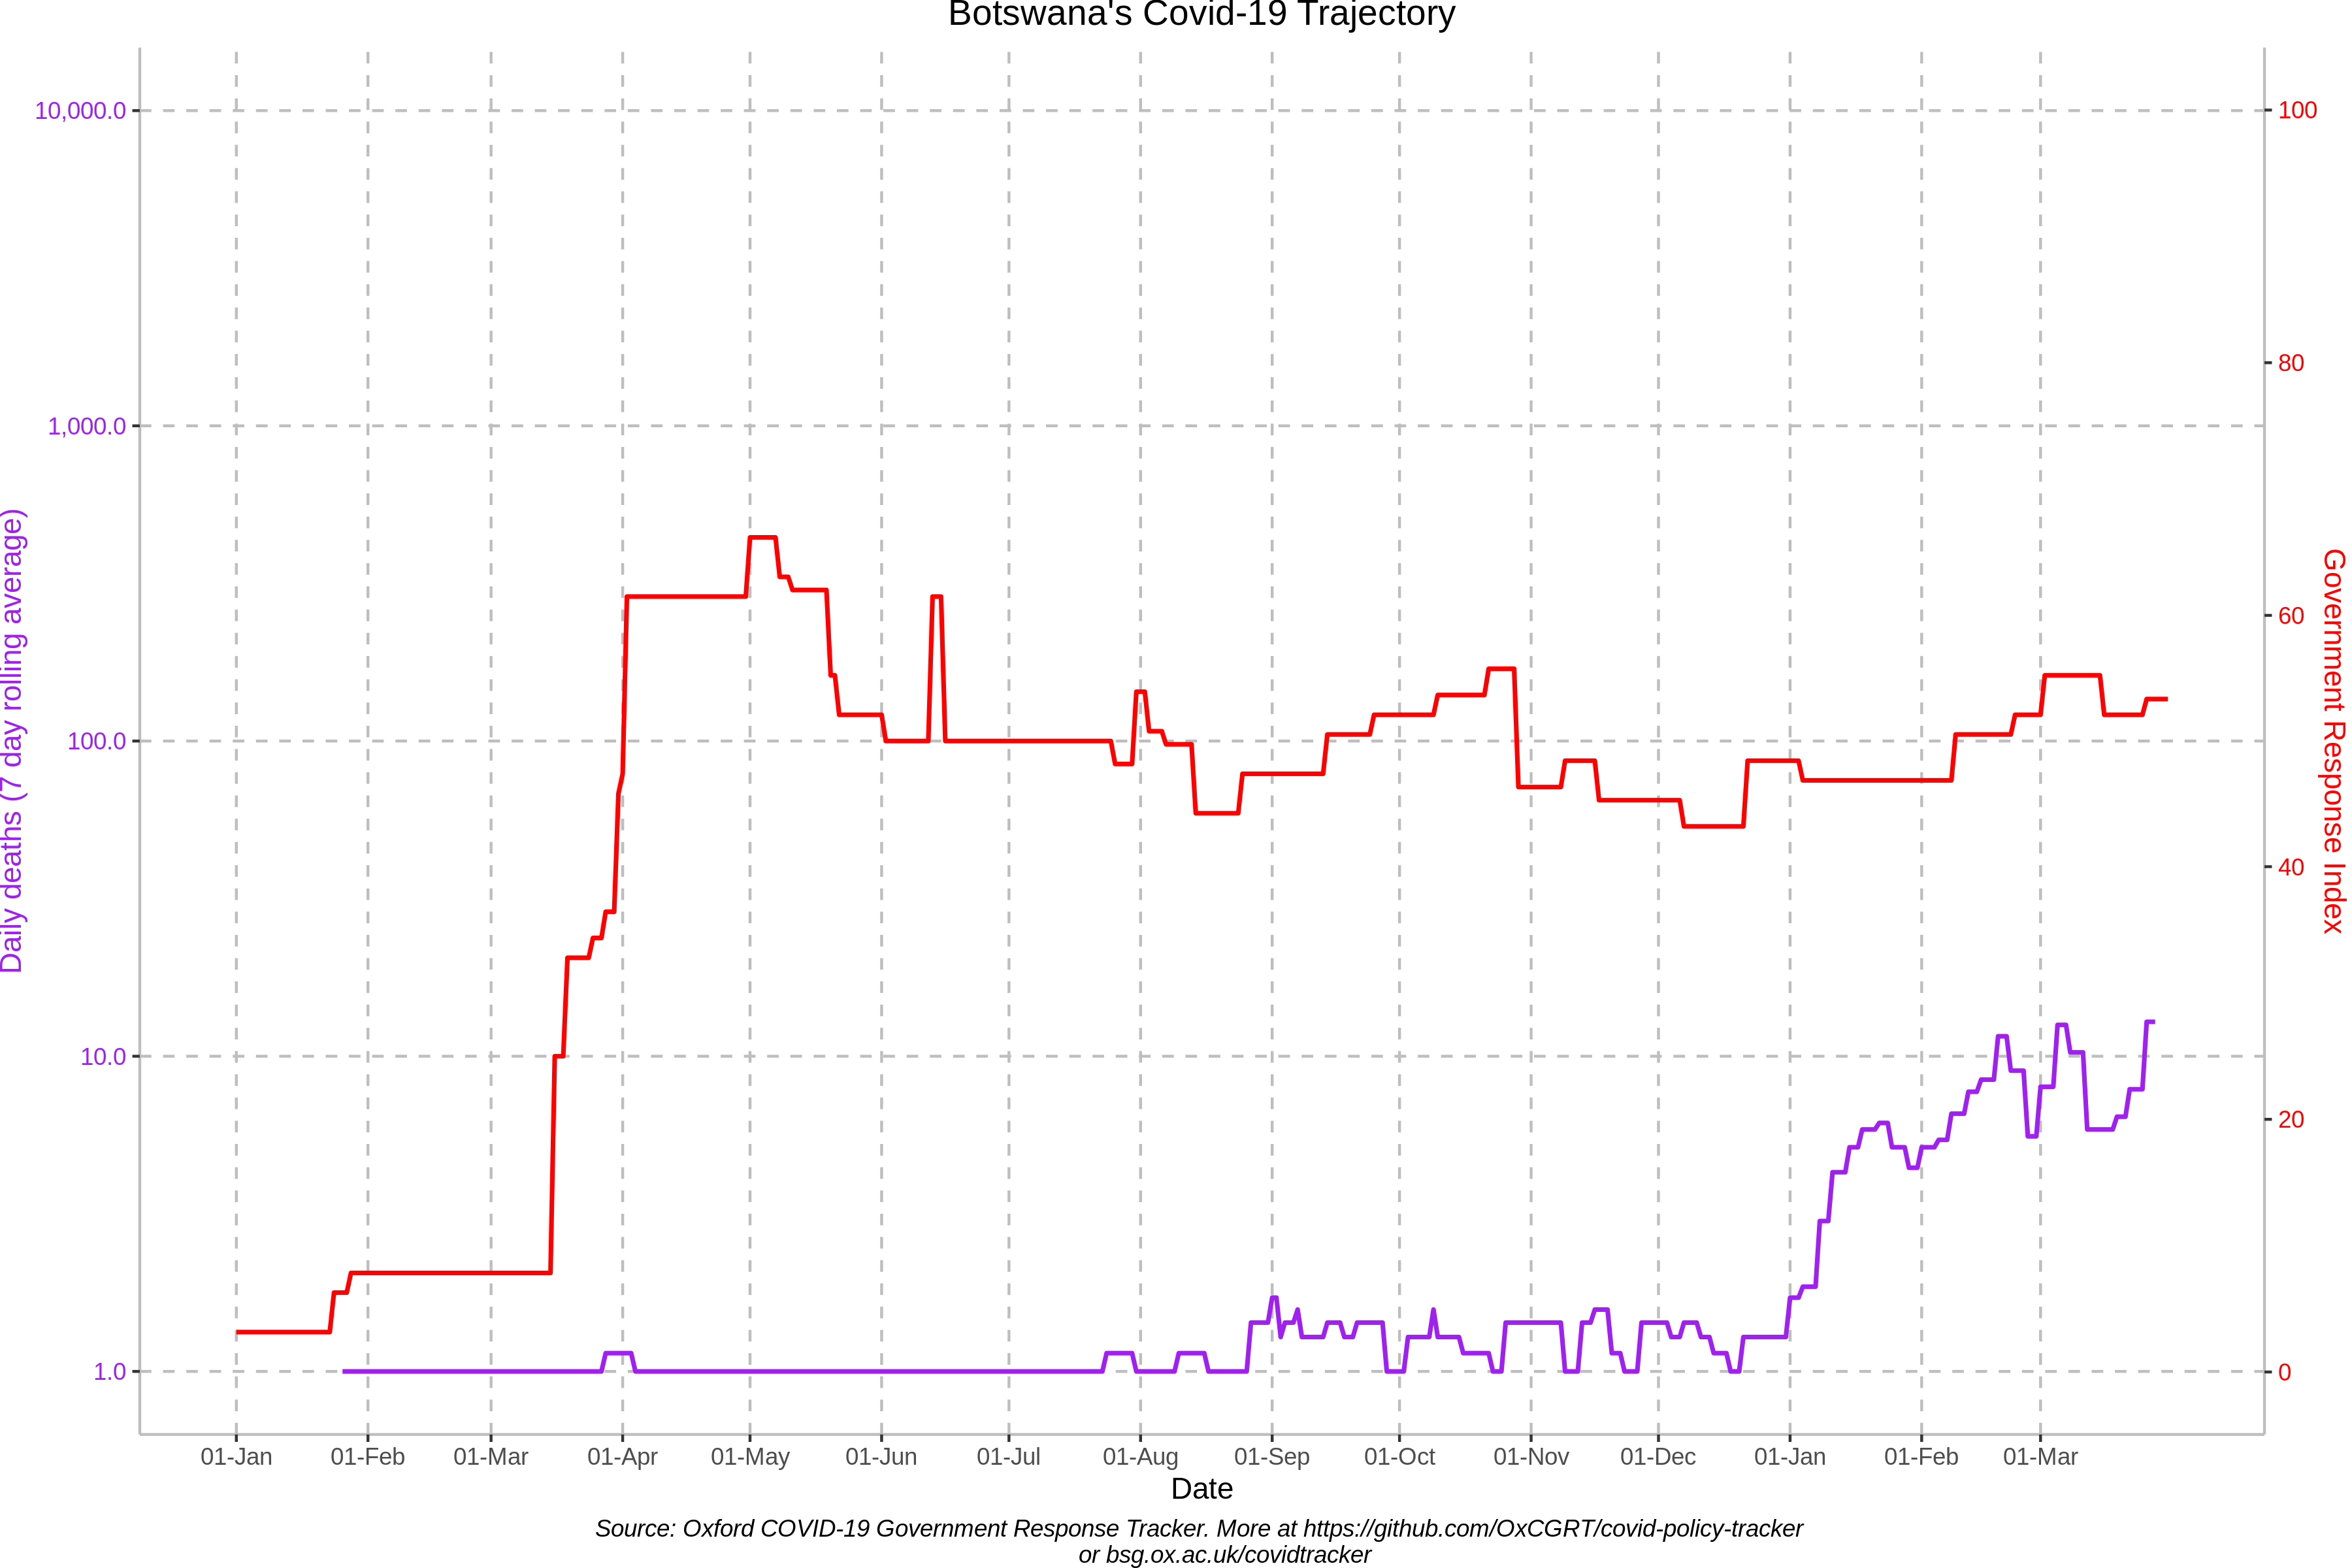 Botswana's Covid-19 Trajectory
10,000.0
1,000.0
100.0
10.0
1.0
Daily deaths (7 day rolling average)
100
80
60
40
20
0
Government Response Index
01-Jan 01-Feb 01-Mar 01-Apr 01-May 01-Jun 01-Jul 01-Aug 01-Sep 01-Oct 01-Nov 01-Dec 01-Jan 01-Feb 01-Mar
Date
Source: Oxford COVID-19 Government Response Tracker. More at https://github.com/OxCGRT/covid-policy-tracker
or bsg.ox.ac.uk/covidtracker